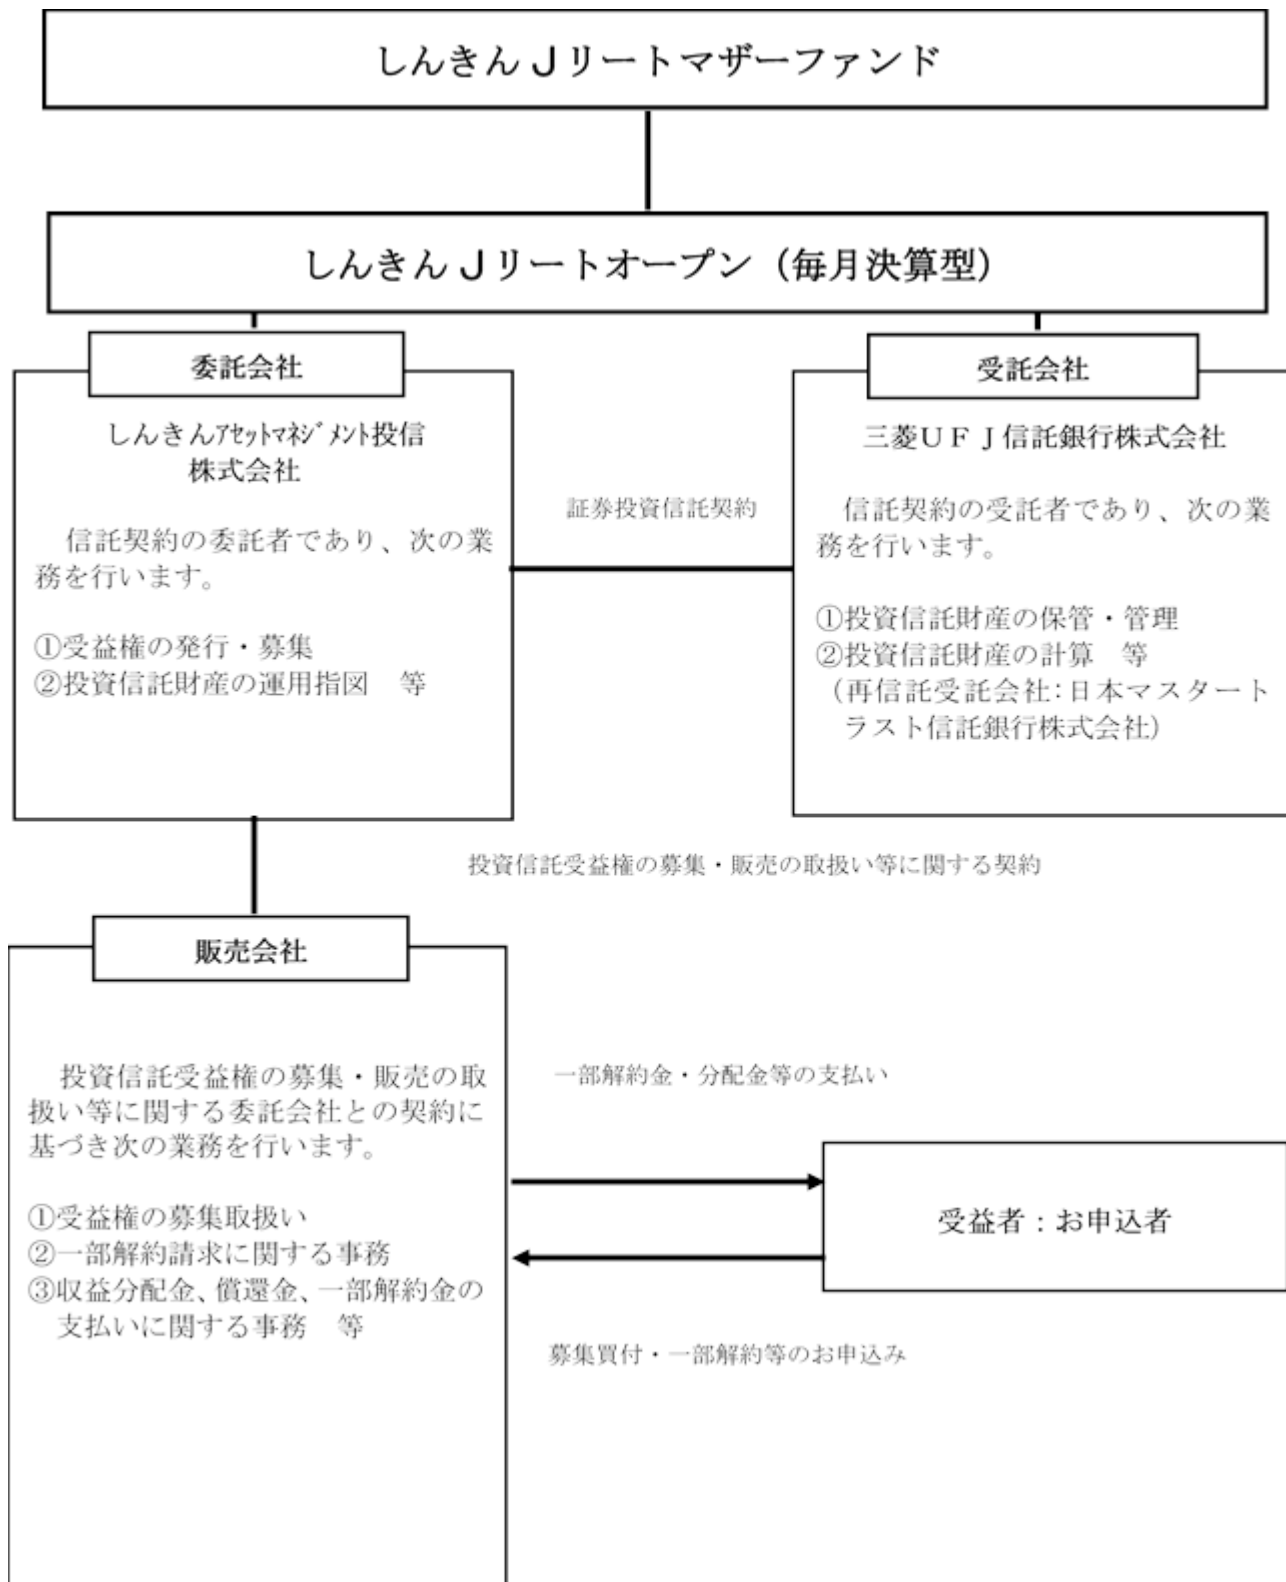 しんきんJリートマザーファンド
しんきんJリートオープン（毎月決算型）
委託会社
しんきんｱｾｯﾄﾏﾈｼﾞﾒﾝﾄ投信
株式会社
信託契約の委託者であり、次の業
務を行います。
①受益権の発行・募集
②投資信託財産の運用指図　等
証券投資信託契約
受託会社
三菱ＵＦＪ信託銀行株式会社
信託契約の受託者であり、次の業
務を行います。
①投資信託財産の保管・管理
②投資信託財産の計算　等
（再信託受託会社：日本マスタート
ラスト信託銀行株式会社）
投資信託受益権の募集・販売の取扱い等に関する契約
販売会社
投資信託受益権の募集・販売の取
扱い等に関する委託会社との契約に
基づき次の業務を行います。
①受益権の募集取扱い
②一部解約請求に関する事務
③収益分配金、償還金、一部解約金の
支払いに関する事務　等
一部解約金・分配金等の支払い
受益者：お申込者
募集買付・一部解約等のお申込み